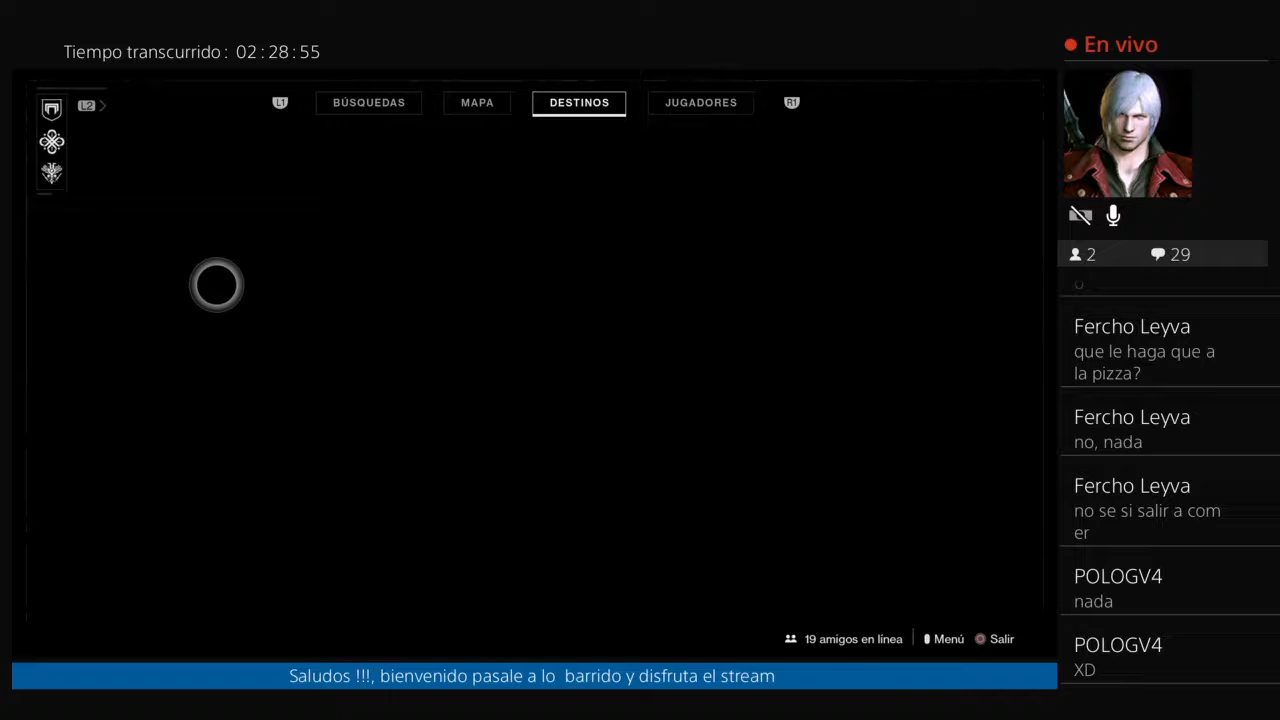 Tiempo transcurrido: 02:28:55
L2
L1
BÚSQUEDAS
MAPA
DESTINOS
JUGADORES
R1
19 amigos en línea
Menú
Salir
Saludos !!!, bienvenido pasale a lo  barrido y disfruta el stream
En vivo
2
29
Fercho Leyva
que le haga que a
la pizza?
Fercho Leyva
no, nada
Fercho Leyva
no se si salir a com
er
POLOGV4
nada
POLOGV4
XD